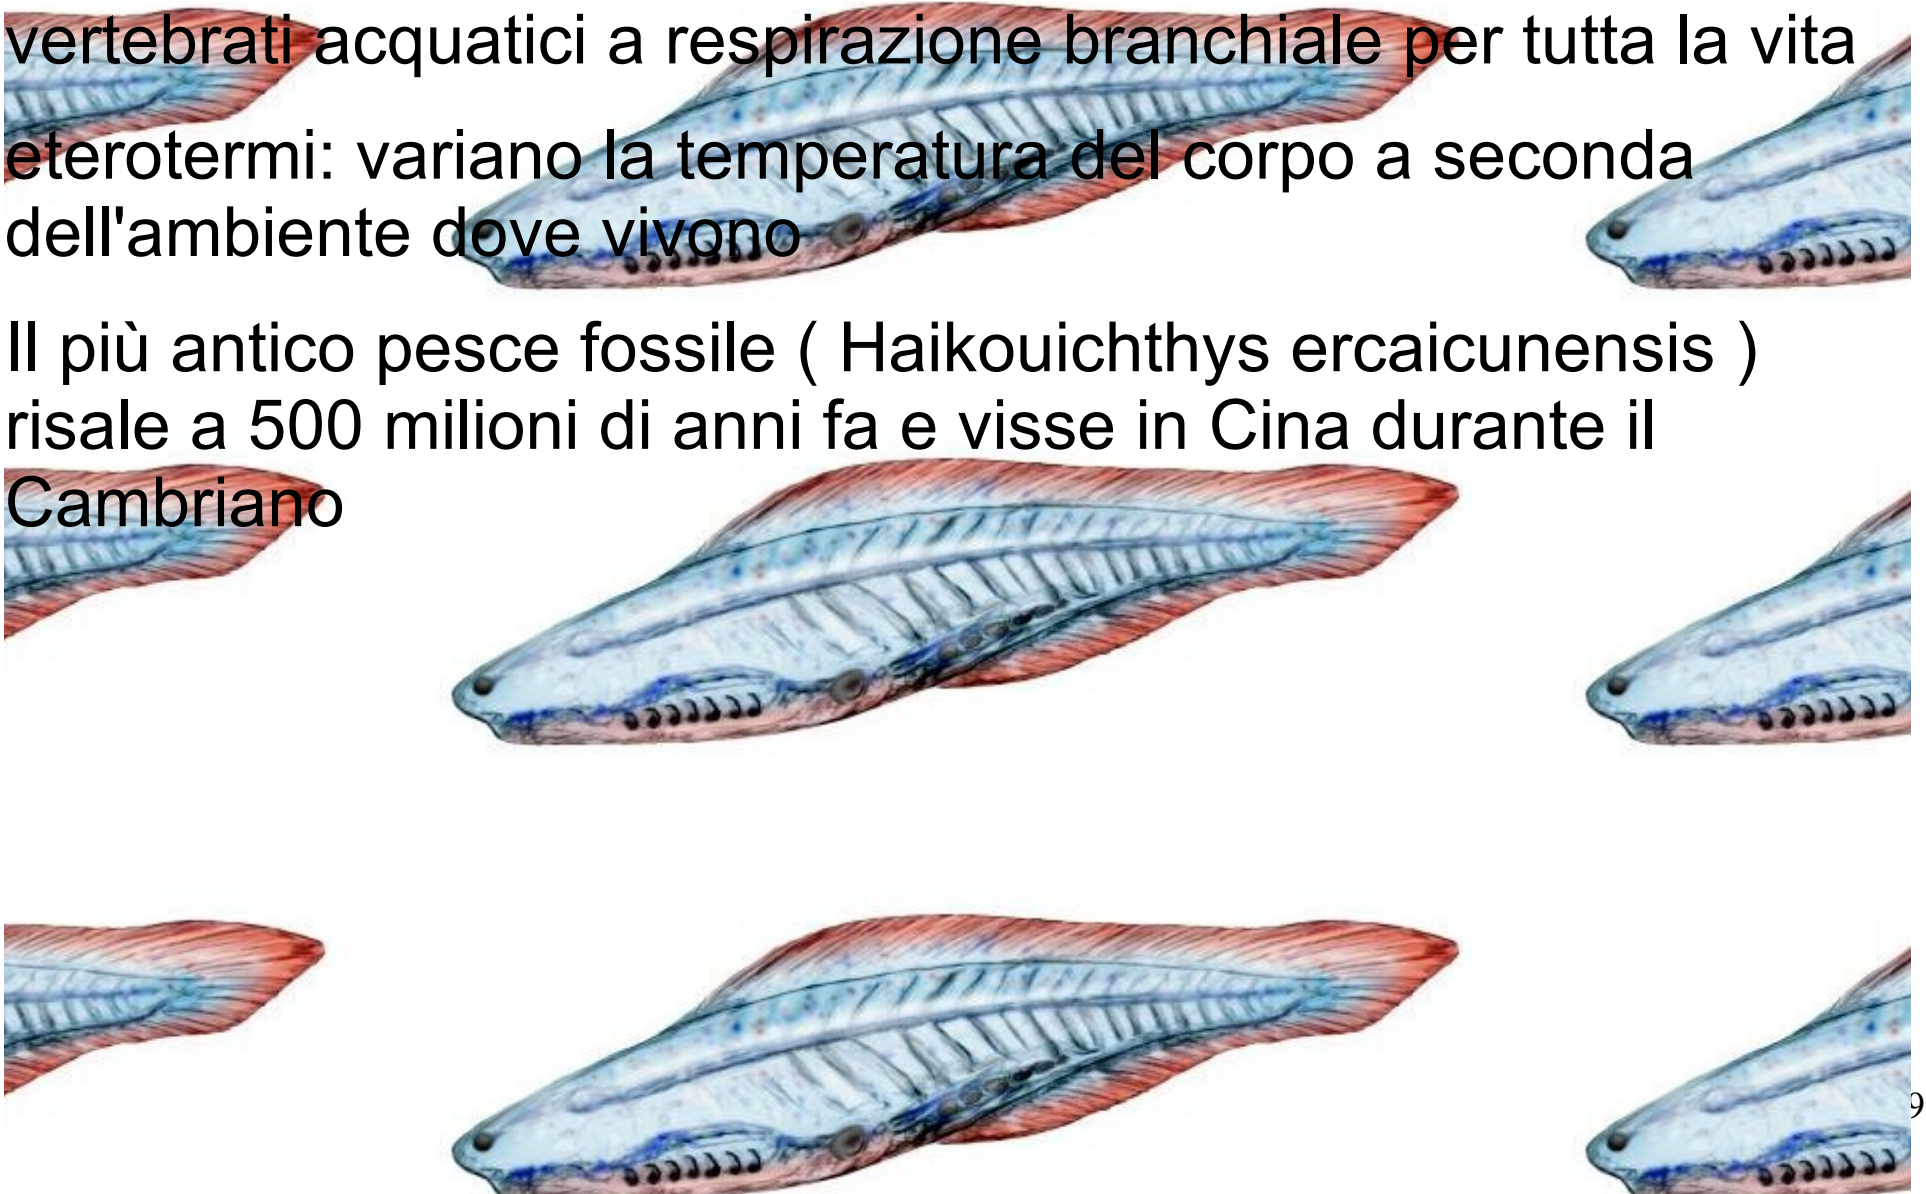 vertebrati acquatici a respirazione branchiale per tutta la vita
eterotermi: variano la temperatura del corpo a seconda
dell'ambiente dove vivono
Il più antico pesce fossile ( Haikouichthys ercaicunensis )
risale a 500 milioni di anni fa e visse in Cina durante il
Cambriano
9